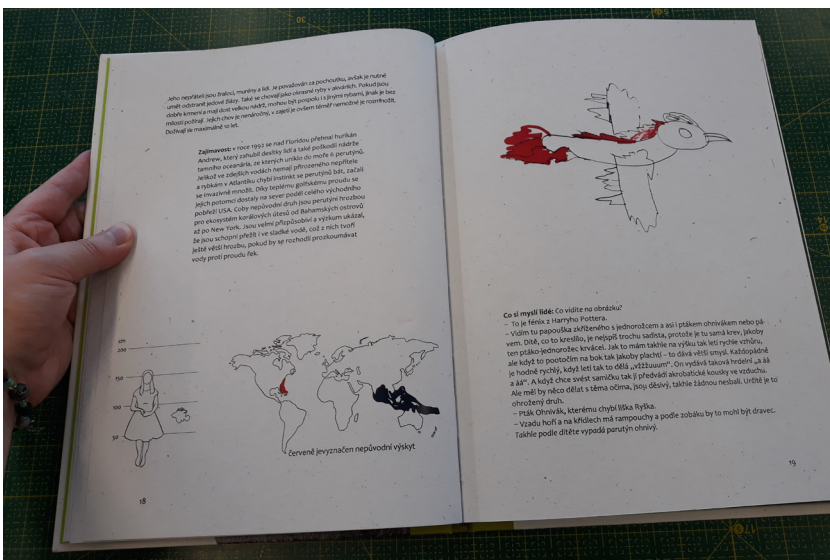 Jeho nepřáteli jsou žraloci, murény a lidi. Je považován za pochoutku, avšak je nutné
umět odstranit jedové žlázy. Také se chovají jako okrasné ryby v akváriích. Pokud jsou
dobře krmeni a mají dost velkou nádrž, mohou být pospolu i s jinými rybami, jinak je bez
milosti požírají. Jejich chov je nenáročný, v zajetí je ovšem téměř nemožné je rozmnožit.
Dožívají se maximálně 10 let.
Zajímavost: v roce 1992 se nad Floridou přehnal hurikán
Andrew, který zahubil desítky lidí a také poškodil nádrže
tamního oceanária, ze kterých uniklo do moře 6 perutýnů.
Jelikož ve zdejších vodách nemají přirozeného nepřítele
a rybkám v Atlantiku chybí instinkt se perutýnů bát, začali
se invazivně množit. Díky teplému golfskému proudu se
jejich potomci dostaly na sever podél celého východního
pobřeží USA. Coby nepůvodní druh jsou perutýni hrozbou
pro ekosystém korálových útesů od Bahamských ostrovů
až po New York. Jsou velmi přizpůsobiví a výzkum ukázal,
že jsou schopni přežít i ve sladké vodě, což z nich tvoří
ještě větší hrozbu, pokud by se rozhodli prozkoumávat
vody proti proudu řek.
cm
200
150
100
50
červeně jevyznačen nepůvodní výskyt
18
Co si myslí lidé: Co vidíte na obrázku?
– To je fénix z Harryho Pottera.
– Vidím tu papouška zkříženého s jednorožcem a asi i ptákem ohnivákem nebo pá-
vem. Dítě, co to kreslilo, je nejspíš trochu sadista, protože je tu samá krev, jakoby
ten ptáko-jednorožec krvácel. Jak to mám takhle na výšku tak letí rychle vzhůru,
ale když to pootočím na bok tak jakoby plachtí – to dává větší smysl. Každopádně
je hodně rychlý, když letí tak to dělá „vžžuuum“. On vydává taková hrdelní „a áá
a áá“. A když chce svést samičku tak jí předvádí akrobatické kousky ve vzduchu.
Ale měl by něco dělat s těma očima, jsou děsivý, takhle žádnou nesbalí. Určitě je to
ohrožený druh.
– Pták Ohnivák, kterému chybí liška Ryška.
– Vzadu hoří a na křídlech má rampouchy a podle zobáku by to mohl být dravec.
Takhle podle dítěte vypadá parutýn ohnivý.
19